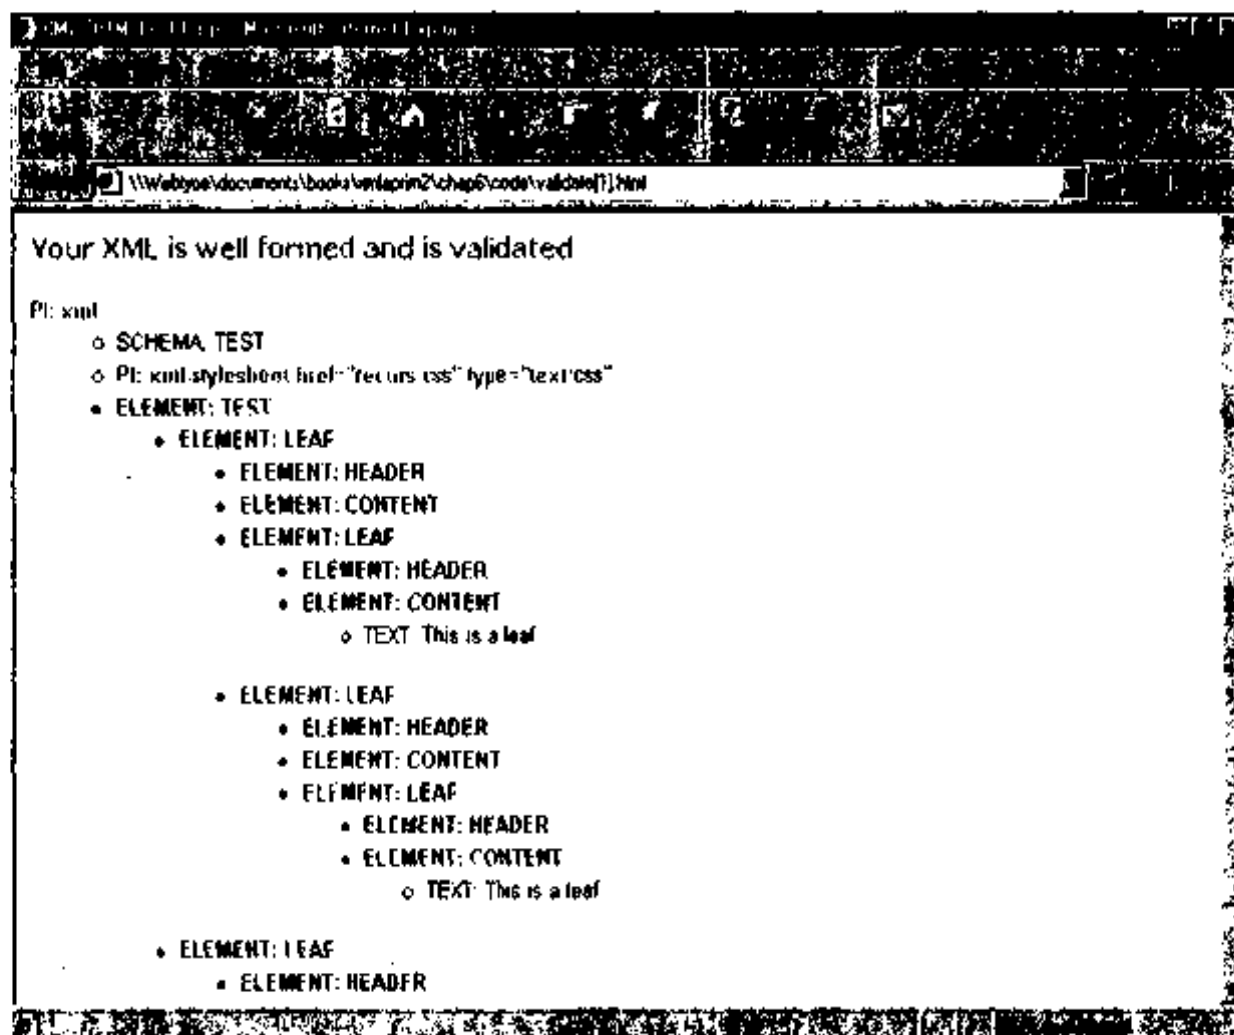 \\Webtyoe\documents\books\xmlaprim2\chap6\code\validate[1].html
Your XML is well formed and is validated
PI: xml
SCHEMA: TEST
PI: xml-stylesheet href="recurs.css" type="text/css"
ELEMENT: TEST
ELEMENT: LEAF
ELEMENT: HEADER
ELEMENT: CONTENT
ELEMENT: LEAF
ELEMENT: HEADER
ELEMENT: CONTENT
TEXT: This is a leaf
ELEMENT: LEAF
ELEMENT: HEADER
ELEMENT: CONTENT
ELEMENT: LEAF
ELEMENT: HEADER
ELEMENT: CONTENT
TEXT: This is a leaf
ELEMENT: LEAF
ELEMENT: HEADER